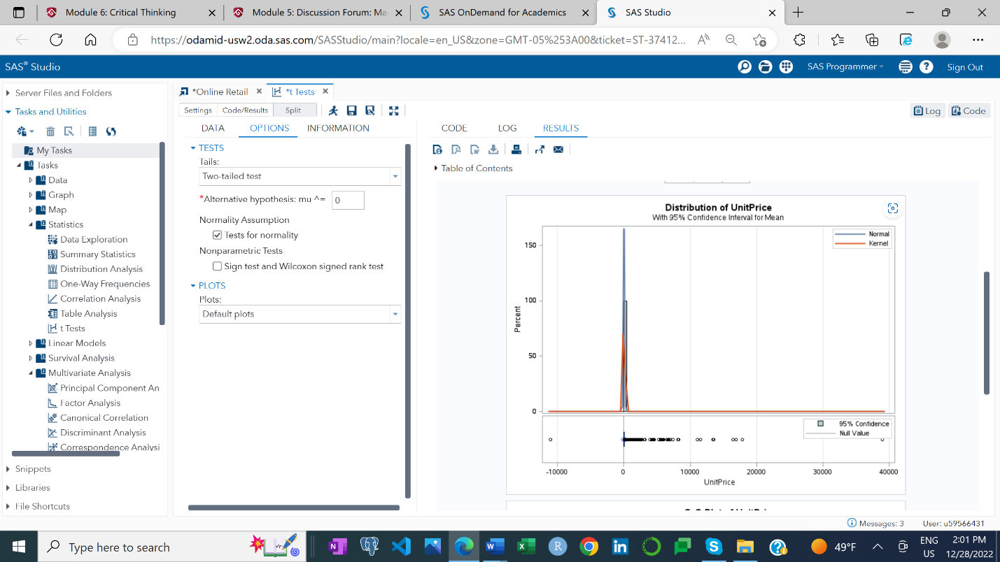 Module 6: Critical Thinking
Module 5: Discussion Forum: Ma
SAS OnDemand for Academics
SAS Studio
https://odamid-usw2.oda.sas.com/SASStudio/main?locale=en_US&zone=GMT-05%253A00&ticket=ST-37412...
SAS® Studio
SAS Programmer
Sign Out
Server Files and Folders
Tasks and Utilities
My Tasks
Tasks
Data
Graph
Map
Statistics
Data Exploration
Summary Statistics
Distribution Analysis
One-Way Frequencies
Correlation Analysis
Table Analysis
t Tests
Linear Models
Survival Analysis
Multivariate Analysis
Principal Component An
Factor Analysis
Canonical Correlation
Discriminant Analysis
Correspondence Analysi
Snippets
Libraries
File Shortcuts
*Online Retail
*t Tests
Settings
Code/Results
Split
Log
Code
DATA
OPTIONS
INFORMATION
TESTS
Tails:
Two-tailed test
*Alternative hypothesis: mu ^= 0
Normality Assumption
Tests for normality
Nonparametric Tests
Sign test and Wilcoxon signed rank test
PLOTS
Plots:
Default plots
CODE
LOG
RESULTS
Table of Contents
Distribution of UnitPrice
With 95% Confidence Interval for Mean
Normal
Kernel
150
100
50
0
Percent
95% Confidence
Null Value
-10000 0 10000 20000 30000 40000
UnitPrice
Messages: 3
User: u59566431
Type here to search
49°F
ENG
US
2:01 PM
12/28/2022